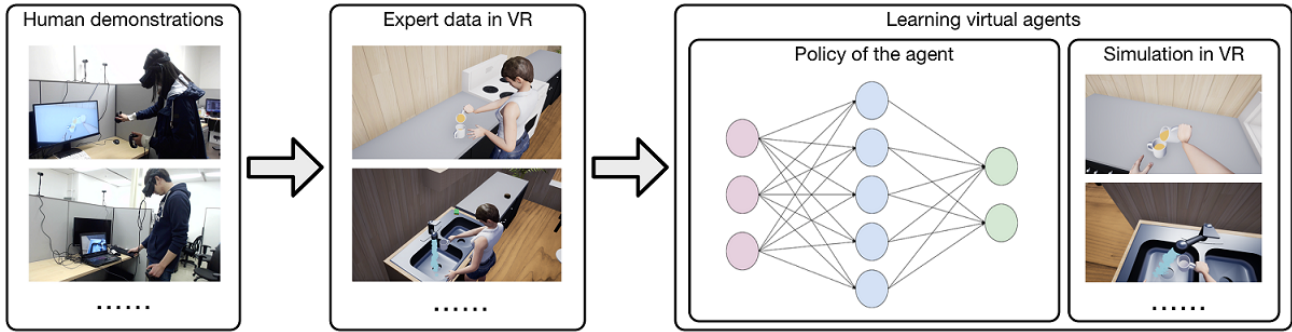 Human demonstrations
......
Expert data in VR
......
Learning virtual agents
Policy of the agent
Simulation in VR
......